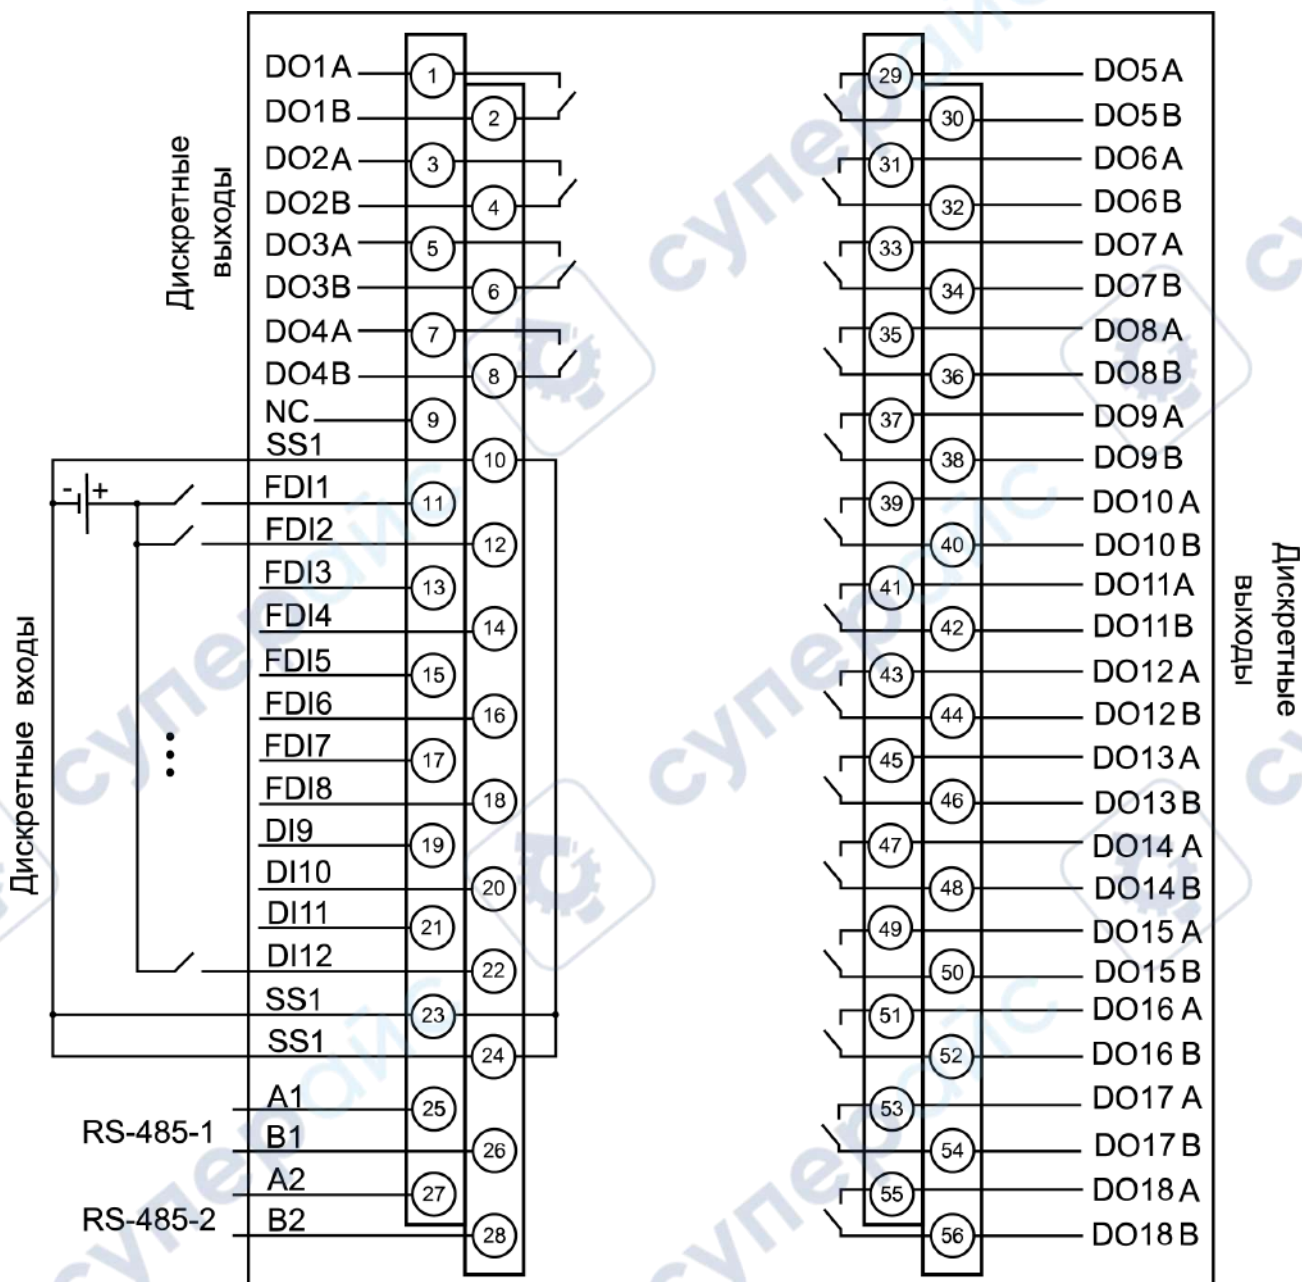 Дискретные
выходы
DO1A 1
DO1B 2
DO2A 3
DO2B 4
DO3A 5
DO3B 6
DO4A 7
DO4B 8
NC 9
SS1 10
- +
FDI1 11
FDI2 12
FDI3 13
FDI4 14
FDI5 15
FDI6 16
FDI7 17
FDI8 18
DI9 19
DI10 20
DI11 21
DI12 22
SS1 23
SS1 24
Дискретные входы
RS-485-1
A1 25
B1 26
RS-485-2
A2 27
B2 28
29 DO5A
30 DO5B
31 DO6A
32 DO6B
33 DO7A
34 DO7B
35 DO8A
36 DO8B
37 DO9A
38 DO9B
39 DO10A
40 DO10B
41 DO11A
42 DO11B
43 DO12A
44 DO12B
45 DO13A
46 DO13B
47 DO14A
48 DO14B
49 DO15A
50 DO15B
51 DO16A
52 DO16B
53 DO17A
54 DO17B
55 DO18A
56 DO18B
Дискретные
выходы
суперайс
суперайс
суперайс
суперайс